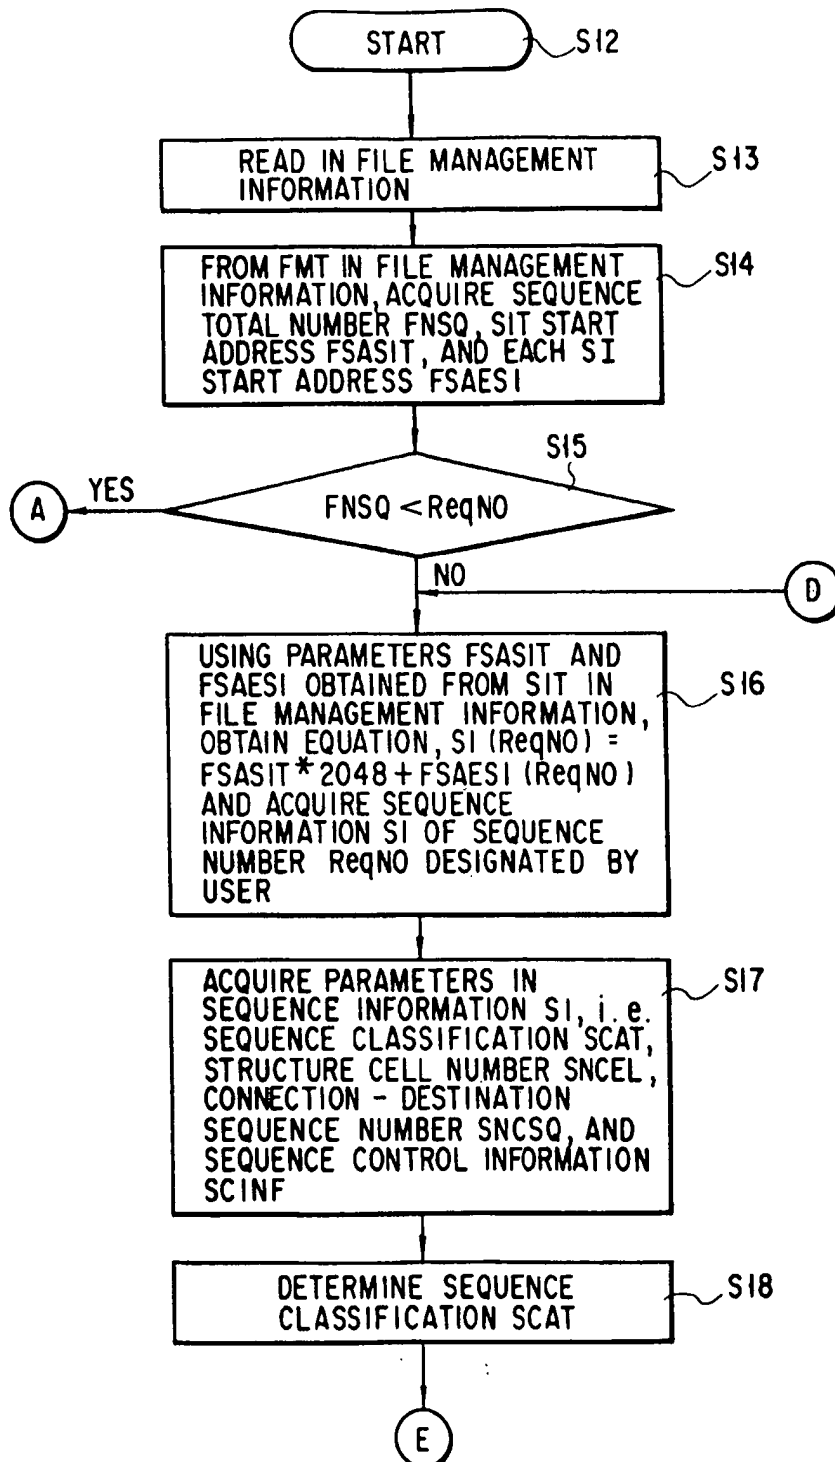 START
S12
READ IN FILE MANAGEMENT
INFORMATION
S13
FROM FMT IN FILE MANAGEMENT
INFORMATION, ACQUIRE SEQUENCE
TOTAL NUMBER FNSQ, SIT START
ADDRESS FSASIT, AND EACH SI
START ADDRESS FSAESI
S14
S15
A
YES
FNSQ < ReqNO
NO
D
USING PARAMETERS FSASIT AND
FSAESI OBTAINED FROM SIT IN
FILE MANAGEMENT INFORMATION,
OBTAIN EQUATION, SI (ReqNO) =
FSASIT * 2048 + FSAESI (ReqNO)
AND ACQUIRE SEQUENCE
INFORMATION SI OF SEQUENCE
NUMBER ReqNO DESIGNATED BY
USER
S16
ACQUIRE PARAMETERS IN
SEQUENCE INFORMATION SI, i.e.
SEQUENCE CLASSIFICATION SCAT,
STRUCTURE CELL NUMBER SNCEL,
CONNECTION - DESTINATION
SEQUENCE NUMBER SNCSQ, AND
SEQUENCE CONTROL INFORMATION
SCINF
S17
DETERMINE SEQUENCE
CLASSIFICATION SCAT
S18
E